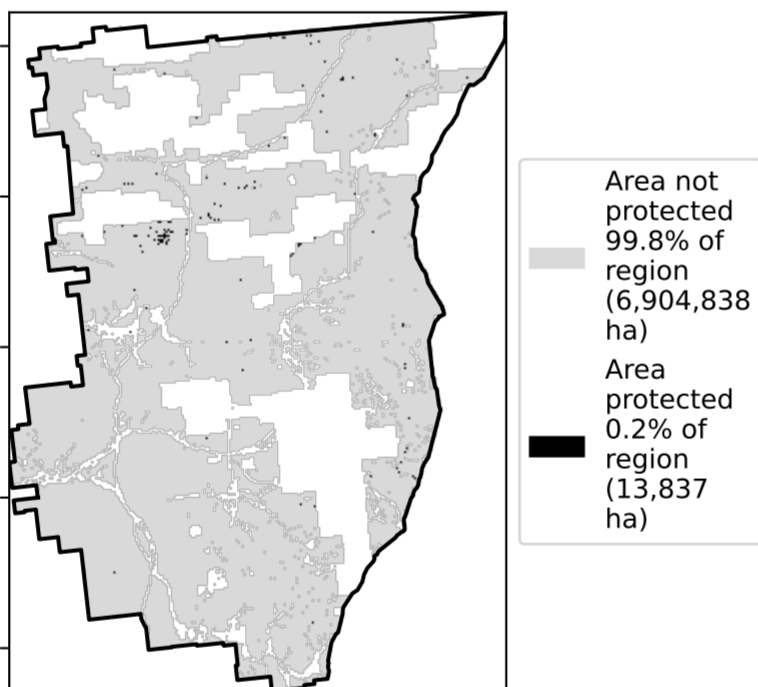 Area not
protected
99.8% of
region
(6,904,838
ha)
Area
protected
0.2% of
region
(13,837
ha)